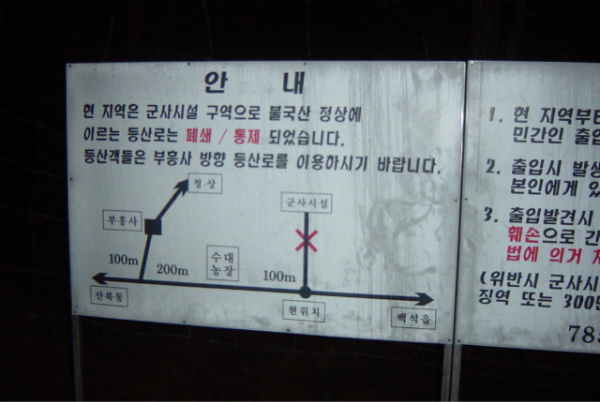 안 내
현 지역은 군사시설 구역으로 불국산 정상에
이르는 등산로는 폐쇄 / 통제 되었습니다.
등산객들은 부흥사 방향 등산로를 이용하시기 바랍니다.
정상
부흥사
군사시설
100m
200m
수대
농장
100m
산북동
현위치
백석읍
1. 현 지역부터
민간인 출입
2. 출입시 발생
본인에게 있
3. 출입발견시
훼손으로 간
법에 의거 처
(위반시 군사시
징역 또는 300만
785